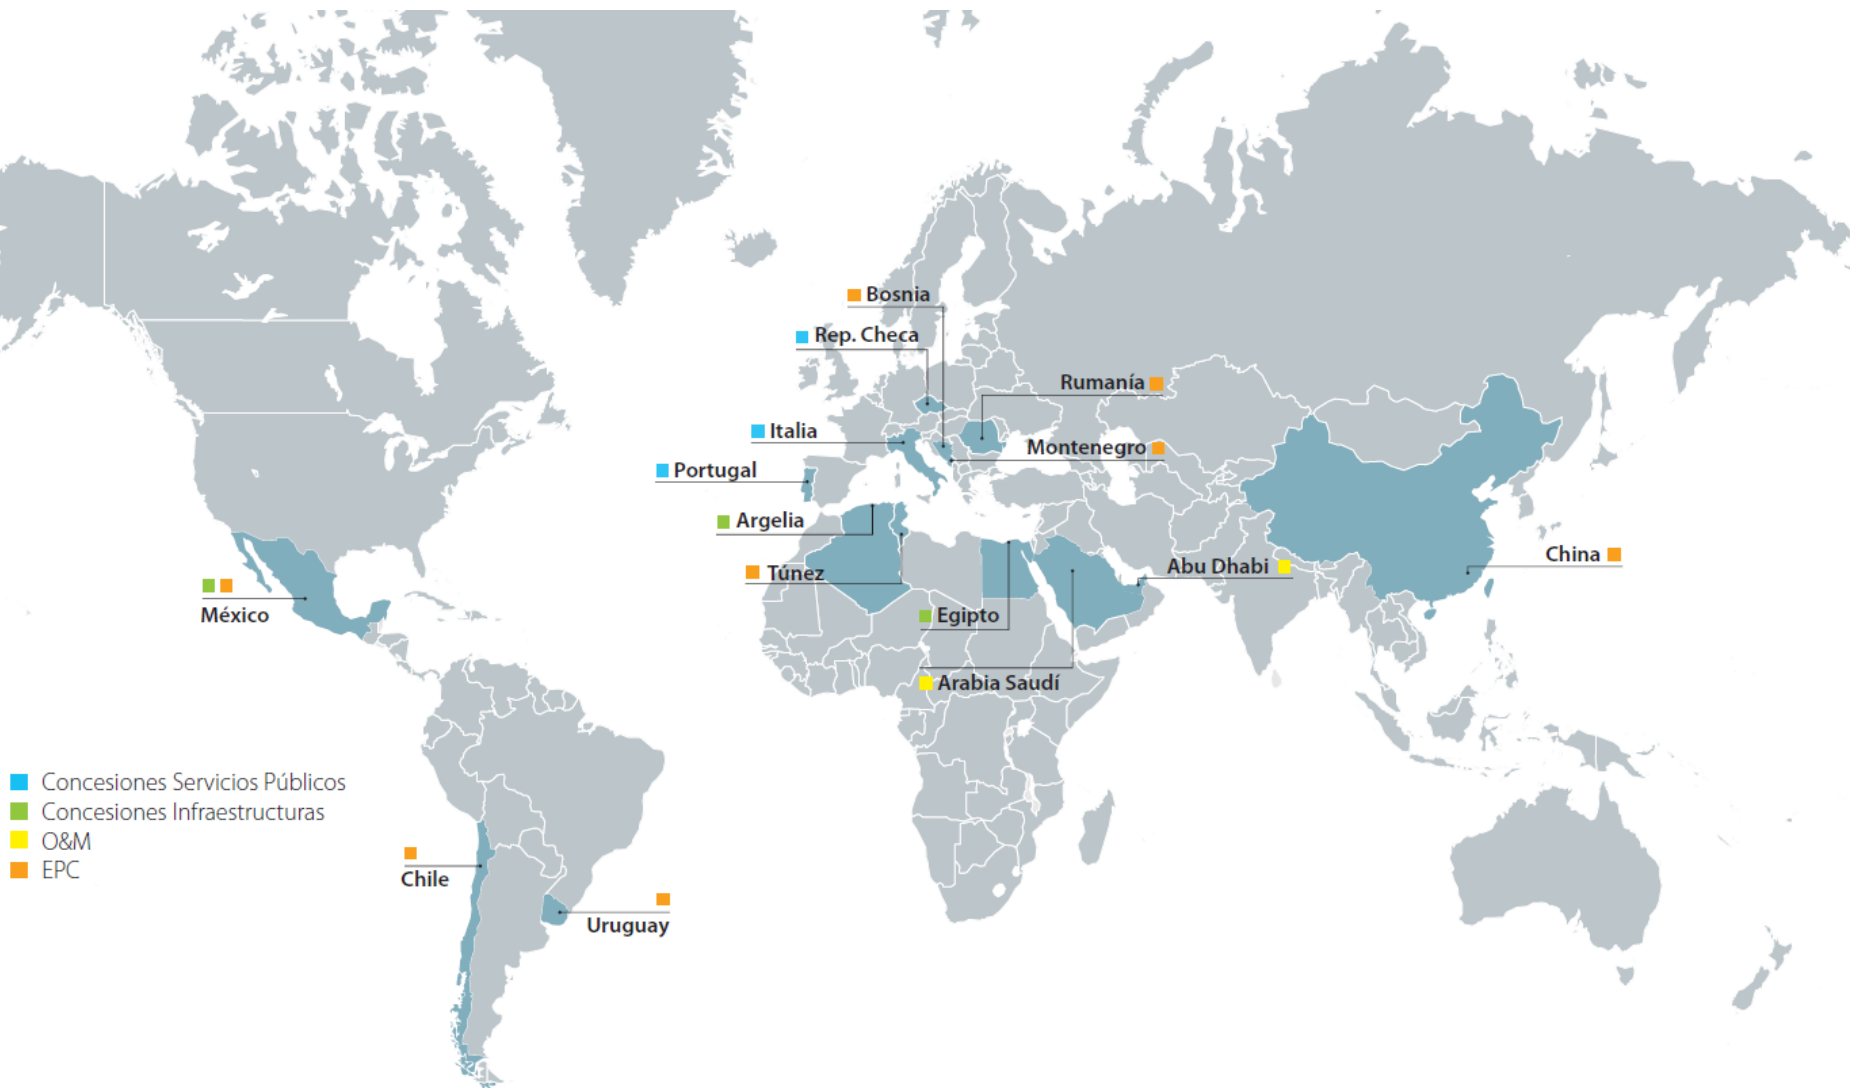 Bosnia
Rep. Checa
Rumanía
Italia
Montenegro
Portugal
Argelia
China
Abu Dhabi
Túnez
México
Egipto
Arabia Saudí
Concesiones Servicios Públicos
Concesiones Infraestructuras
O&M
EPC
Chile
Uruguay